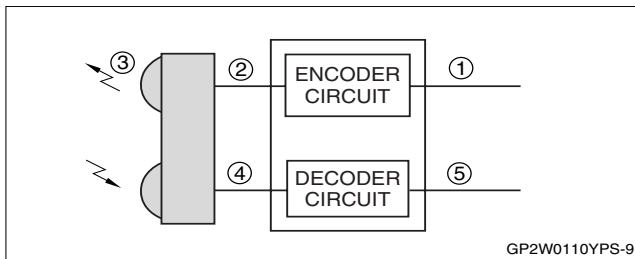 ③ ② ENCODER CIRCUIT ①
④ DECODER CIRCUIT ⑤
GP2W0110YPS-9